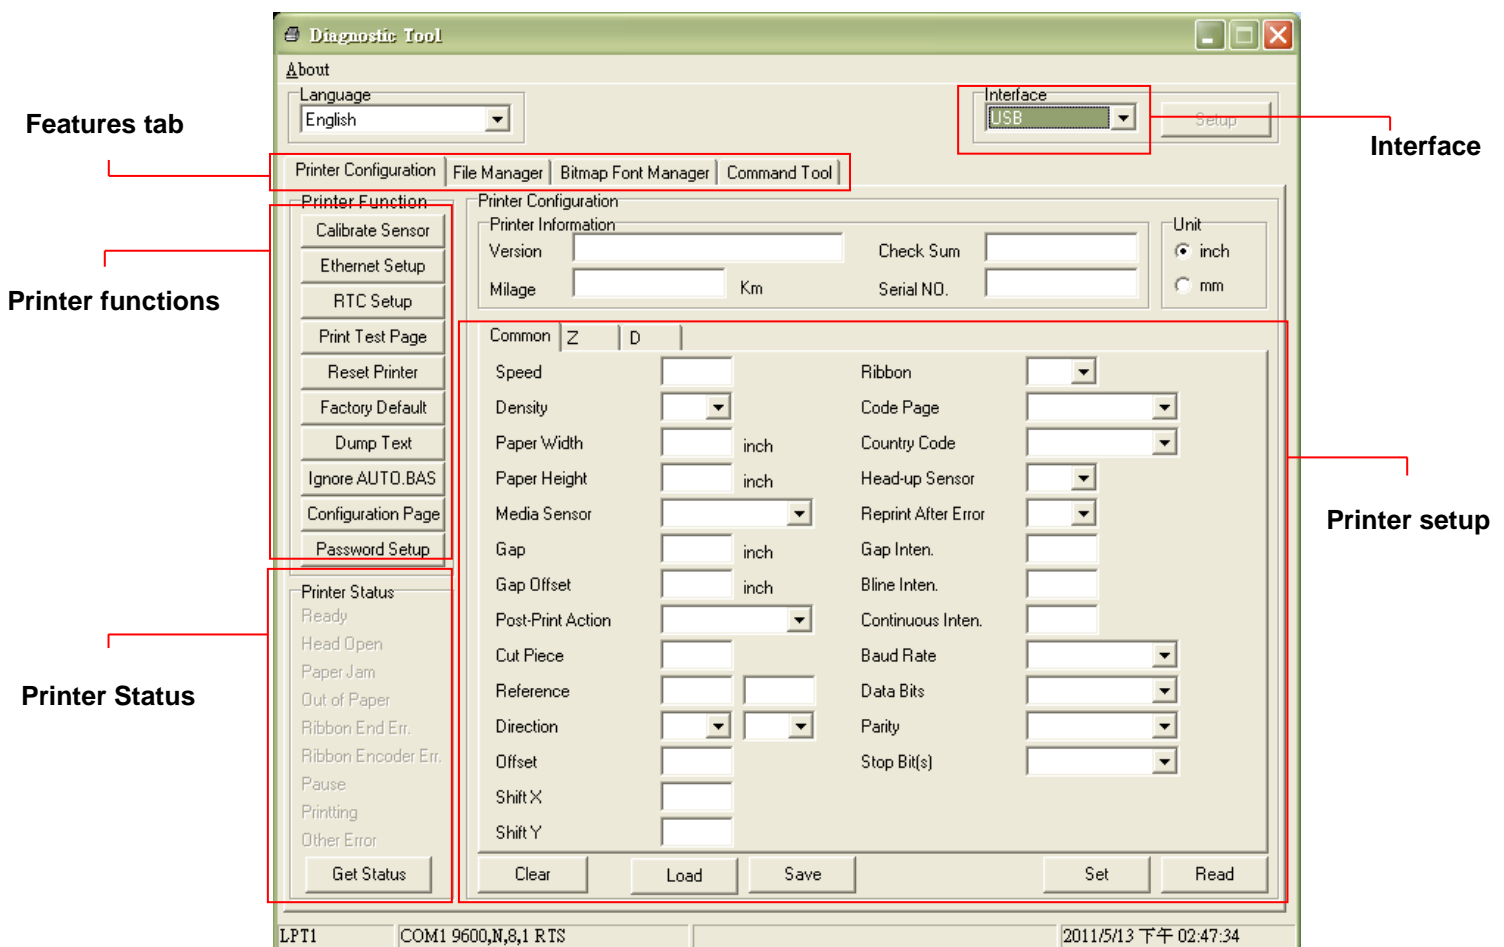 Diagnostic Tool
About
Language
English
Interface
USB
Setup
Features tab
Interface
Printer Configuration
File Manager
Bitmap Font Manager
Command Tool
Printer Function
Calibrate Sensor
Ethernet Setup
RTC Setup
Print Test Page
Reset Printer
Factory Default
Dump Text
Ignore AUTO.BAS
Configuration Page
Password Setup
Printer functions
Printer Configuration
Printer Information
Version
Check Sum
Milage
Km
Serial NO.
Unit
inch
mm
Common
Z
D
Speed
Density
Paper Width
inch
Paper Height
inch
Media Sensor
Gap
inch
Gap Offset
inch
Post-Print Action
Cut Piece
Reference
Direction
Offset
Shift X
Shift Y
Ribbon
Code Page
Country Code
Head-up Sensor
Reprint After Error
Gap Inten.
Bline Inten.
Continuous Inten.
Baud Rate
Data Bits
Parity
Stop Bit(s)
Printer setup
Printer Status
Ready
Head Open
Paper Jam
Out of Paper
Ribbon End Err.
Ribbon Encoder Err.
Pause
Printting
Other Error
Get Status
Printer Status
Clear
Load
Save
Set
Read
LPT1
COM1 9600,N,8,1 RTS
2011/5/13 下午 02:47:34